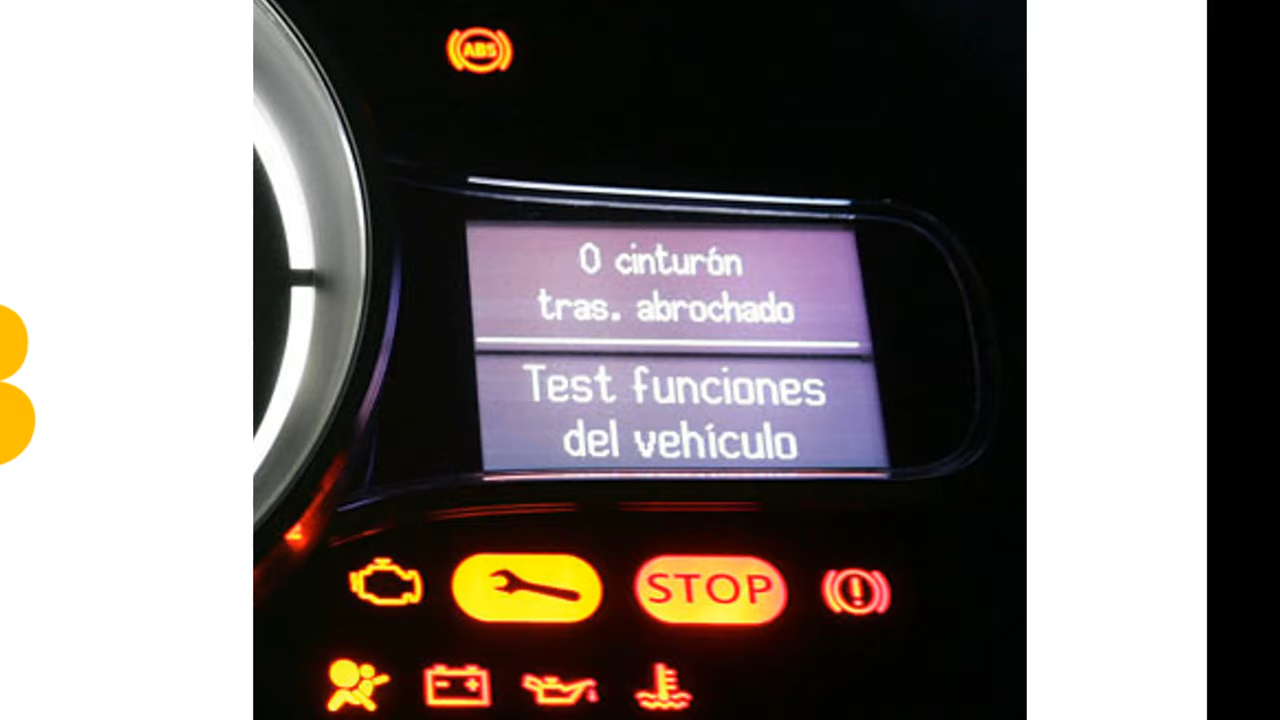 ABS
0 cinturón
tras. abrochado
Test funciones
del vehículo
STOP